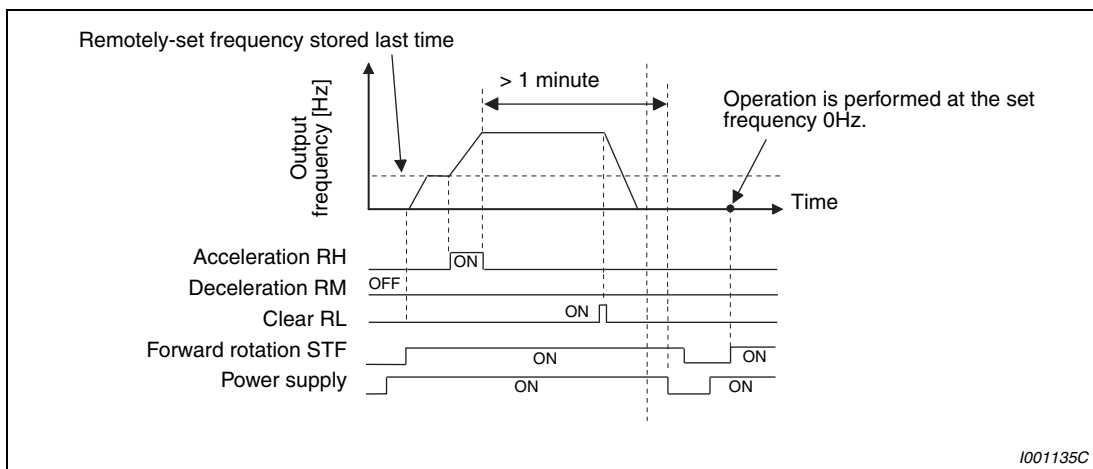 Remotely-set frequency stored last time
> 1 minute
Operation is performed at the set
frequency 0Hz.
Output
frequency [Hz]
Time
Acceleration RH
ON
Deceleration RM
OFF
Clear RL
ON
Forward rotation STF
ON
ON
Power supply
ON
ON
I001135C